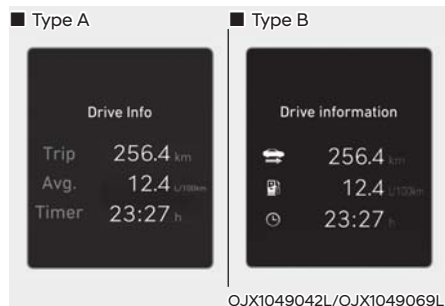 ■ Type A
Drive Info
Trip 256.4 km
Avg. 12.4 L/100km
Timer 23:27 h
■ Type B
Drive information
256.4 km
12.4 L/100km
23:27 h
OJX1049042L/OJX1049069L